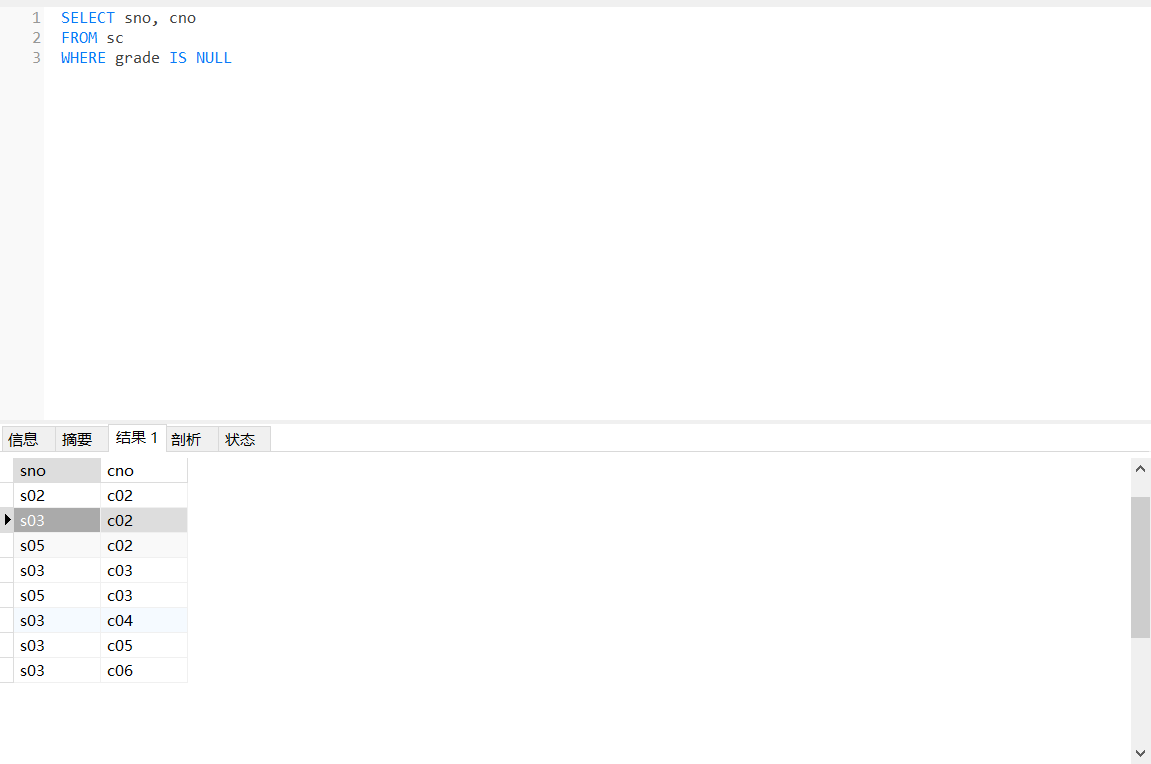 1 SELECT sno, cno
2 FROM sc
3 WHERE grade IS NULL
信息 摘要 结果 1 剖析 状态
sno cno
s02 c02
s03 c02
s05 c02
s03 c03
s05 c03
s03 c04
s03 c05
s03 c06